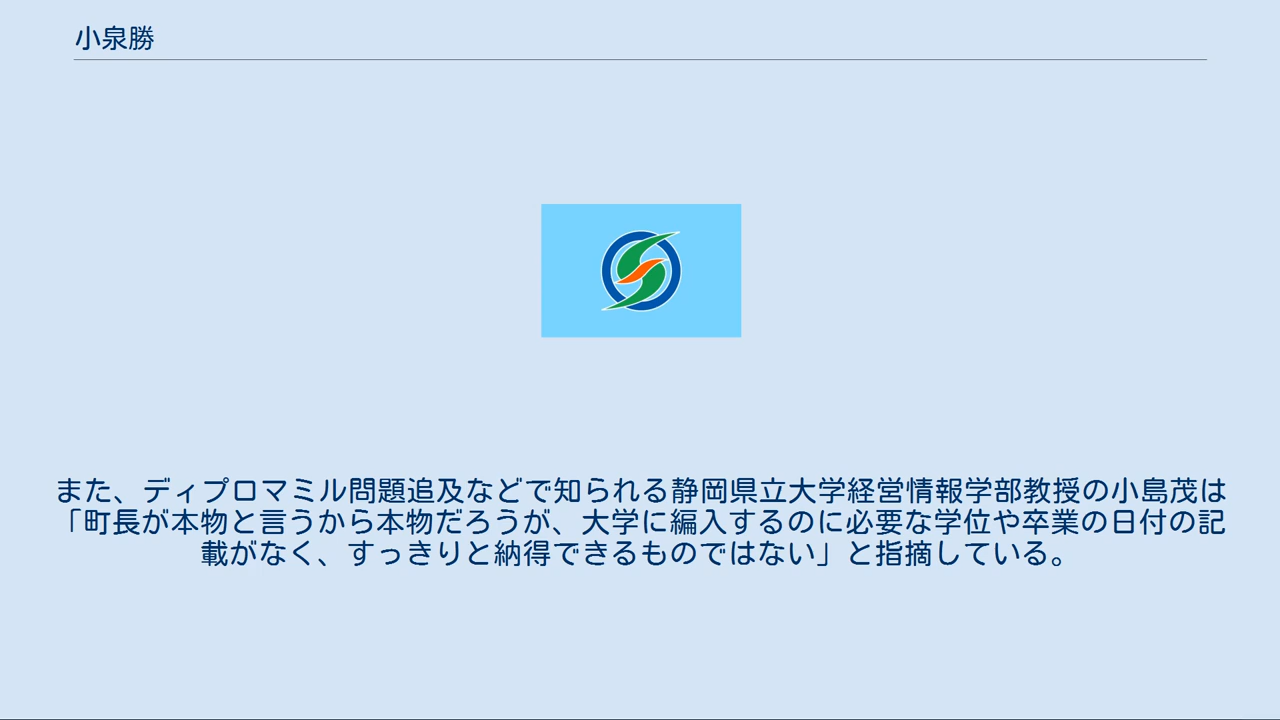 小泉勝
また、ディプロマミル問題追及などで知られる静岡県立大学経営情報学部教授の小島茂は
「町長が本物と言うから本物だろうが、大学に編入するのに必要な学位や卒業の日付の記
載がなく、すっきりと納得できるものではない」と指摘している。